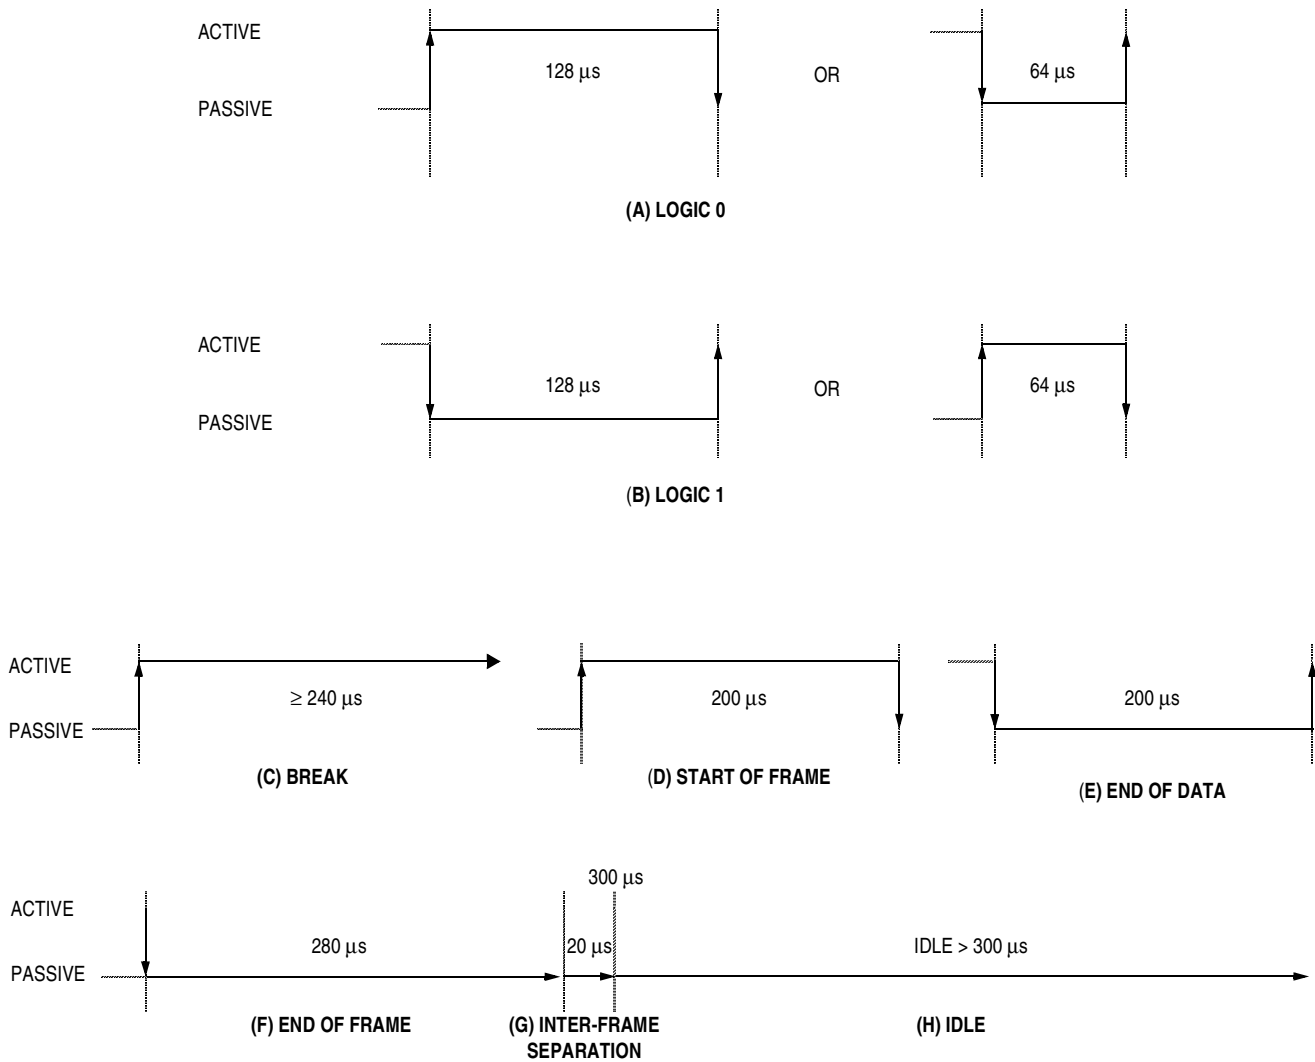 ACTIVE
128 µs
OR
64 µs
PASSIVE
(A) LOGIC 0
ACTIVE
128 µs
OR
64 µs
PASSIVE
(B) LOGIC 1
ACTIVE
≥ 240 µs
200 µs
200 µs
PASSIVE
(C) BREAK
(D) START OF FRAME
(E) END OF DATA
300 µs
ACTIVE
280 µs
20 µs
IDLE > 300 µs
PASSIVE
(F) END OF FRAME
(G) INTER-FRAME
SEPARATION
(H) IDLE